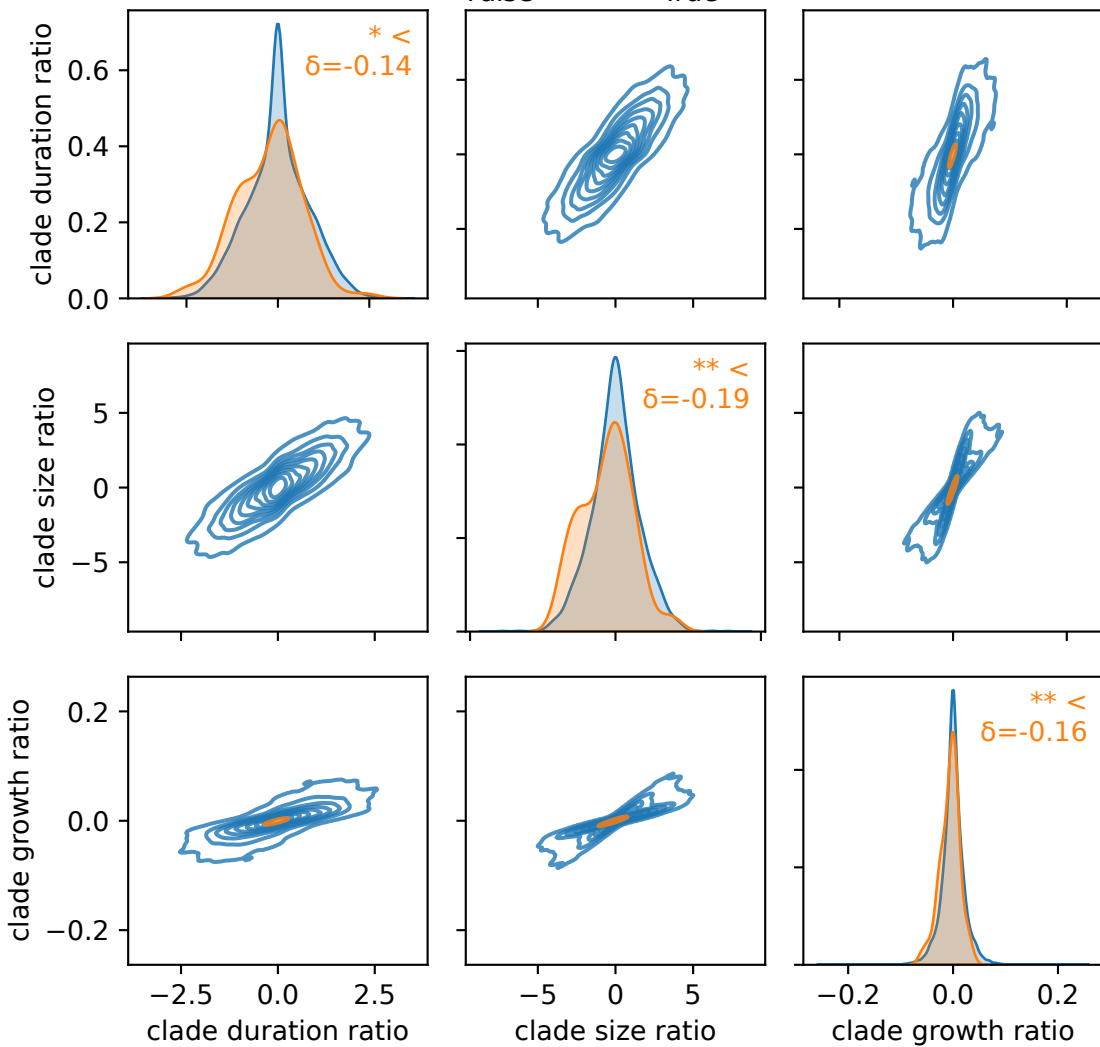 clade duration ratio
0.6
0.4
0.2
0.0
* <
δ=-0.14
clade size ratio
5
0
−5
** <
δ=-0.19
clade growth ratio
0.2
0.0
−0.2
** <
δ=-0.16
−2.5 0.0 2.5
−5 0 5
−0.2 0.0 0.2
clade duration ratio
clade size ratio
clade growth ratio